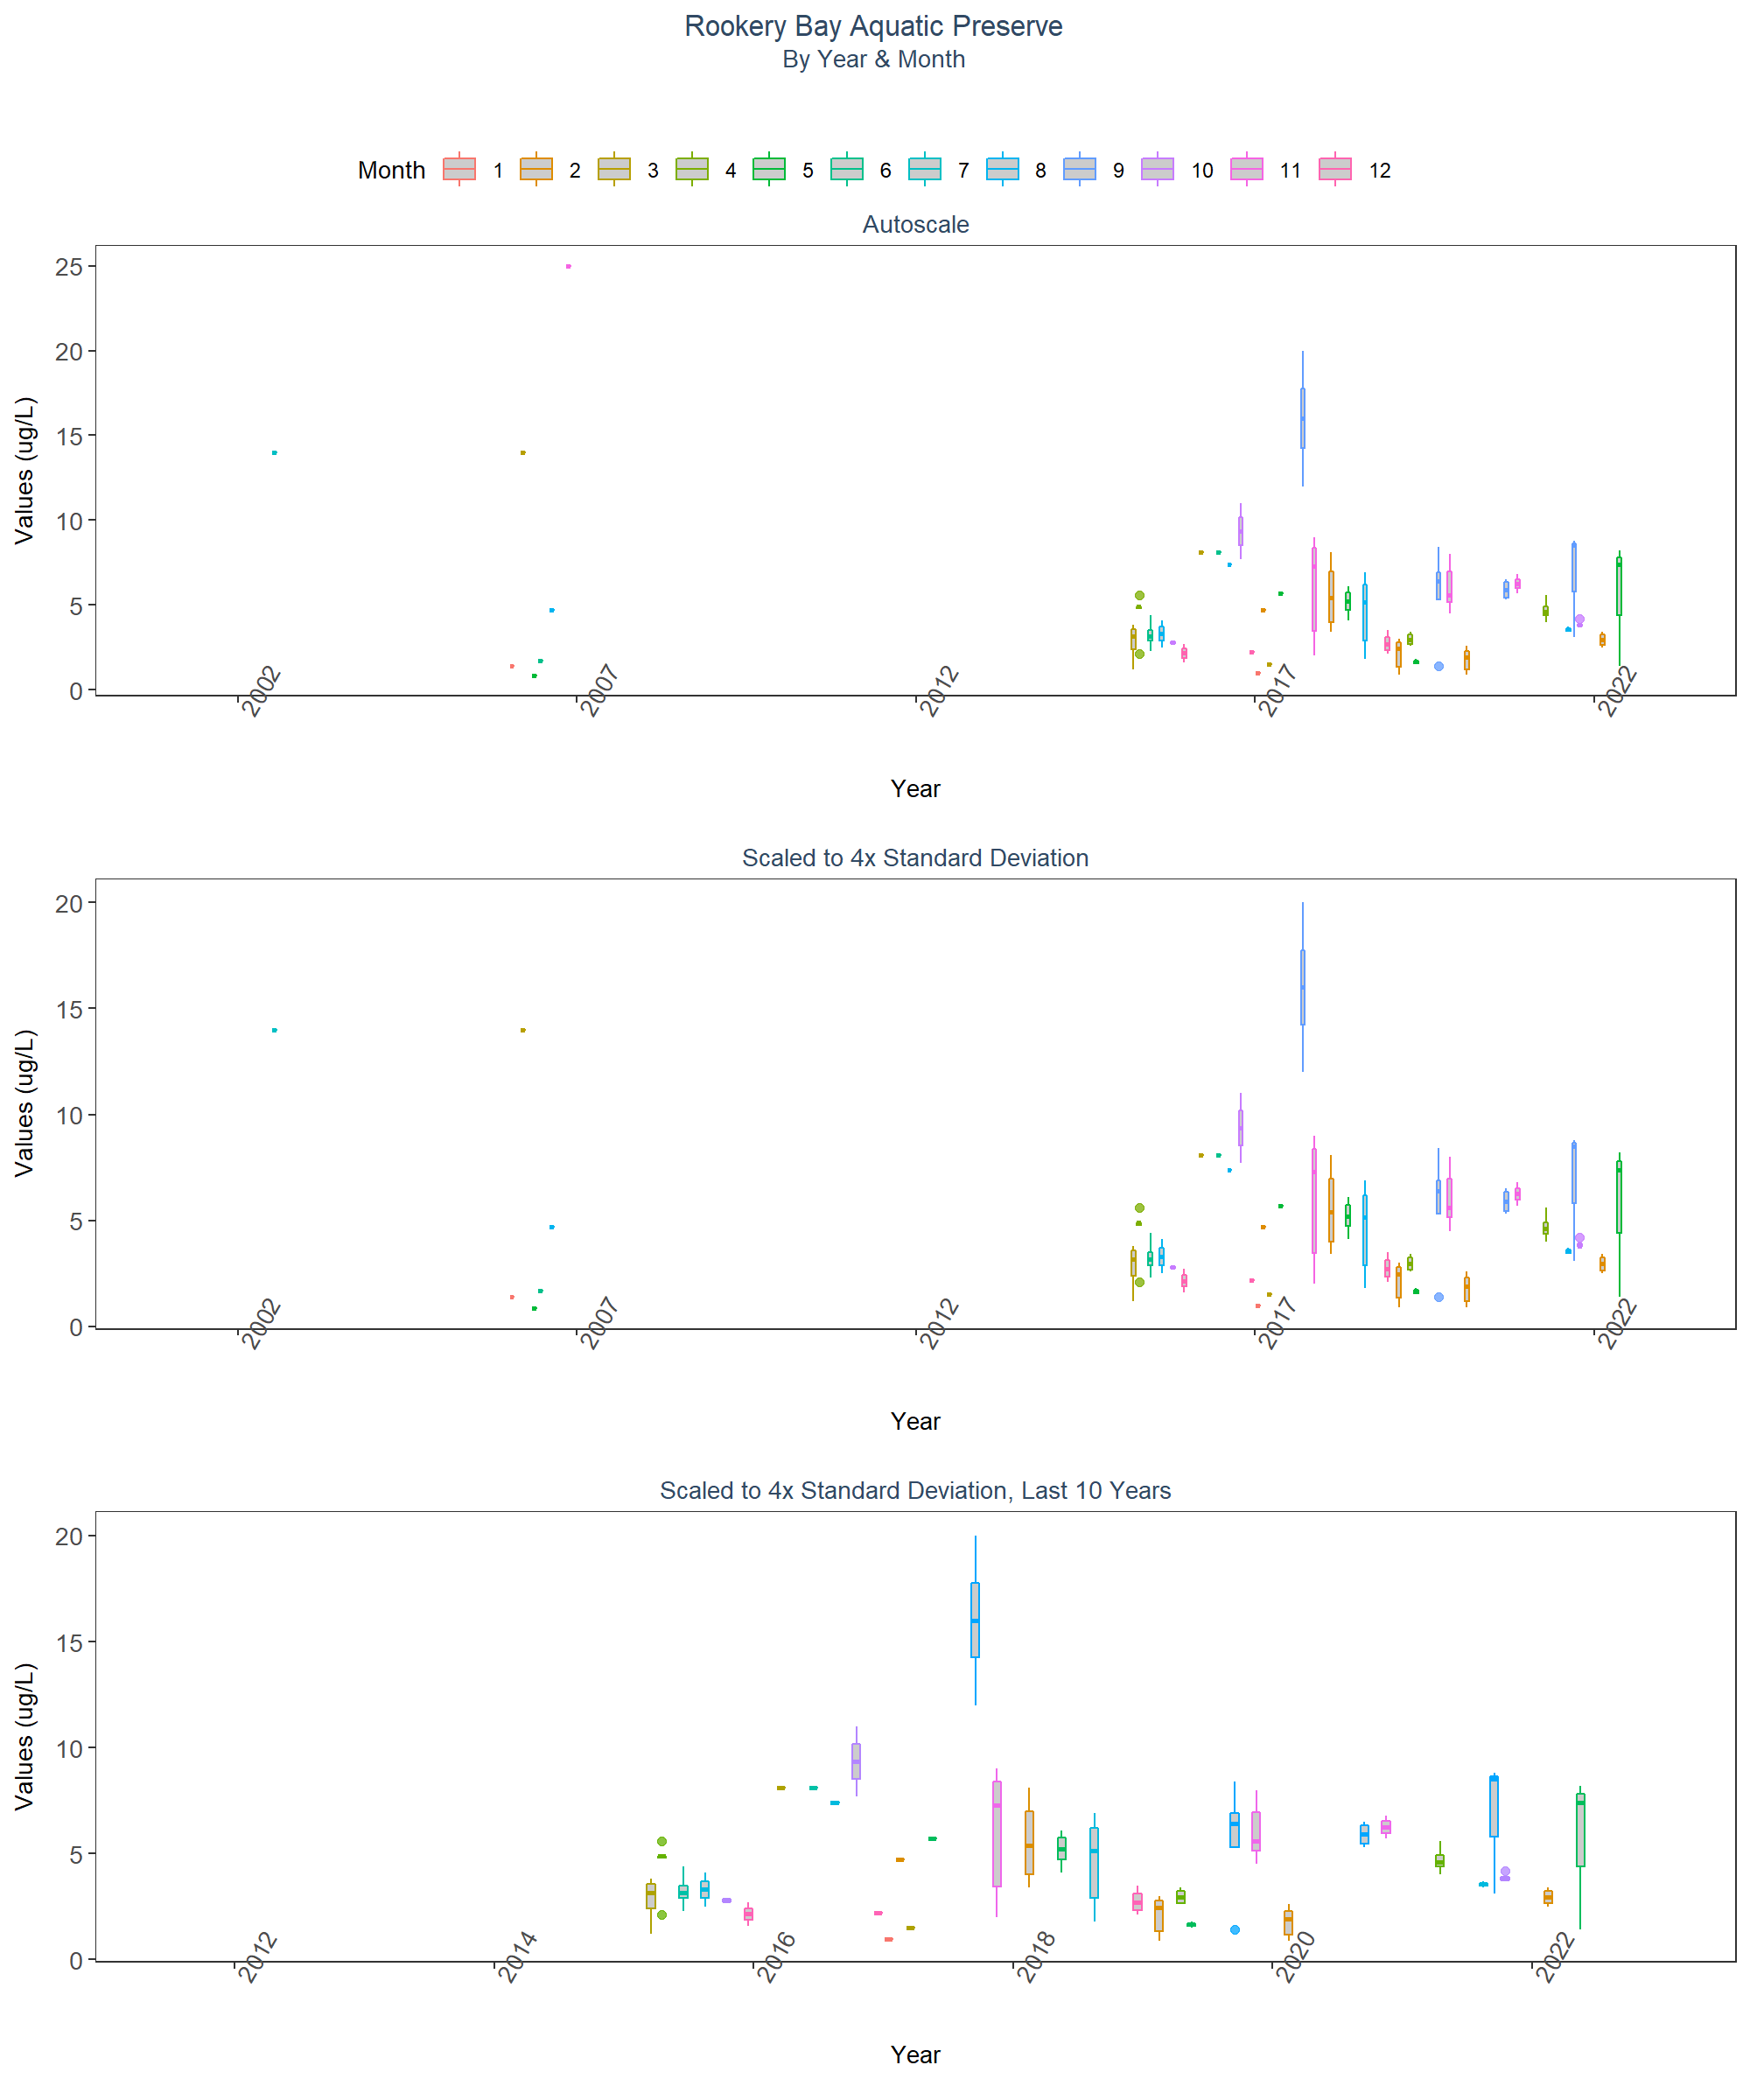 Rookery Bay Aquatic Preserve
By Year & Month
Month 1 2 3 4 5 6 7 8 9 10 11 12
Autoscale
Values (ug/L)
25
20
15
10
5
0
2002 2007 2012 2017 2022
Year
Scaled to 4x Standard Deviation
Values (ug/L)
20
15
10
5
0
2002 2007 2012 2017 2022
Year
Scaled to 4x Standard Deviation, Last 10 Years
Values (ug/L)
20
15
10
5
0
2012 2014 2016 2018 2020 2022
Year